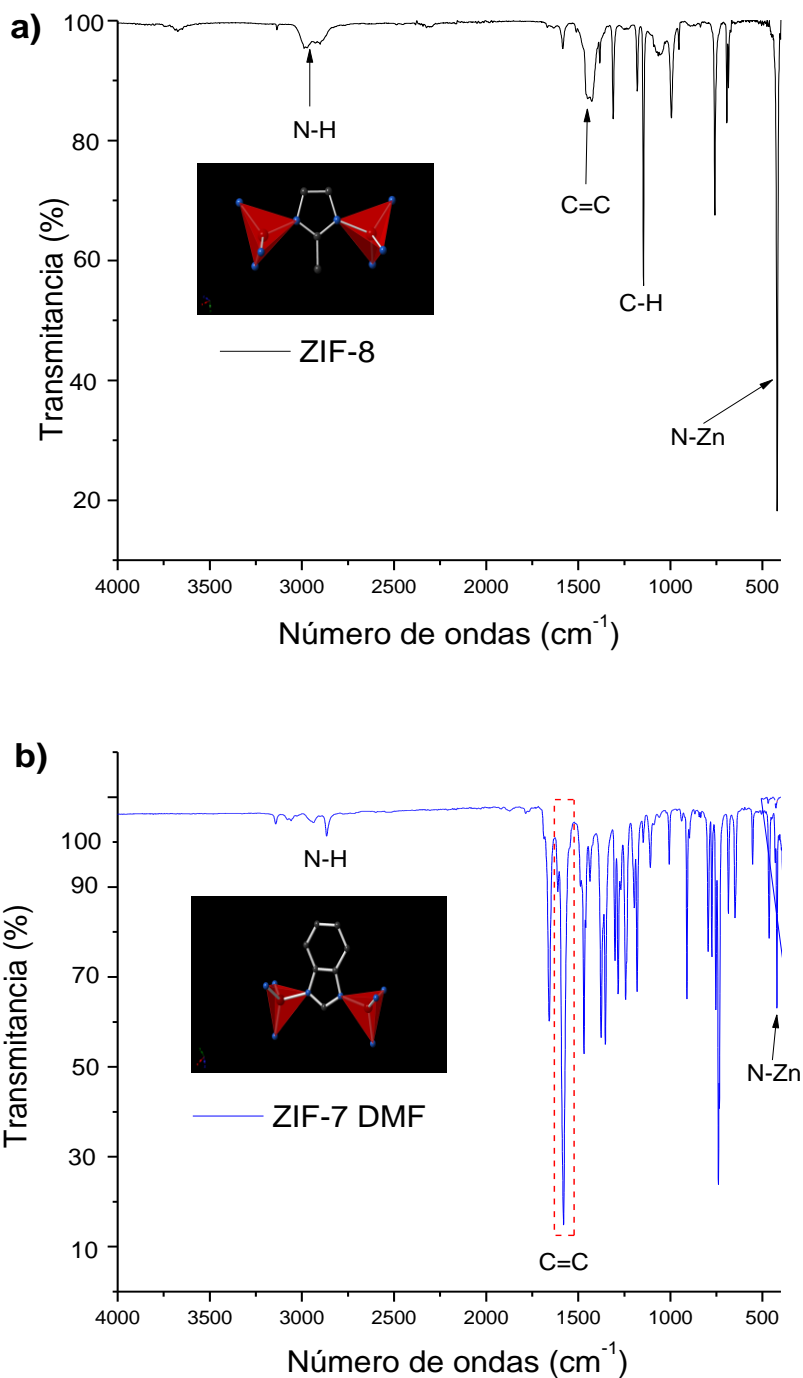 a)
100
80
60
40
20
Transmitancia (%)
N-H
C=C
C-H
N-Zn
ZIF-8
4000 3500 3000 2500 2000 1500 1000 500
Número de ondas (cm⁻¹)
b)
100
90
70
50
30
10
Transmitancia (%)
N-H
N-Zn
ZIF-7 DMF
C=C
4000 3500 3000 2500 2000 1500 1000 500
Número de ondas (cm⁻¹)